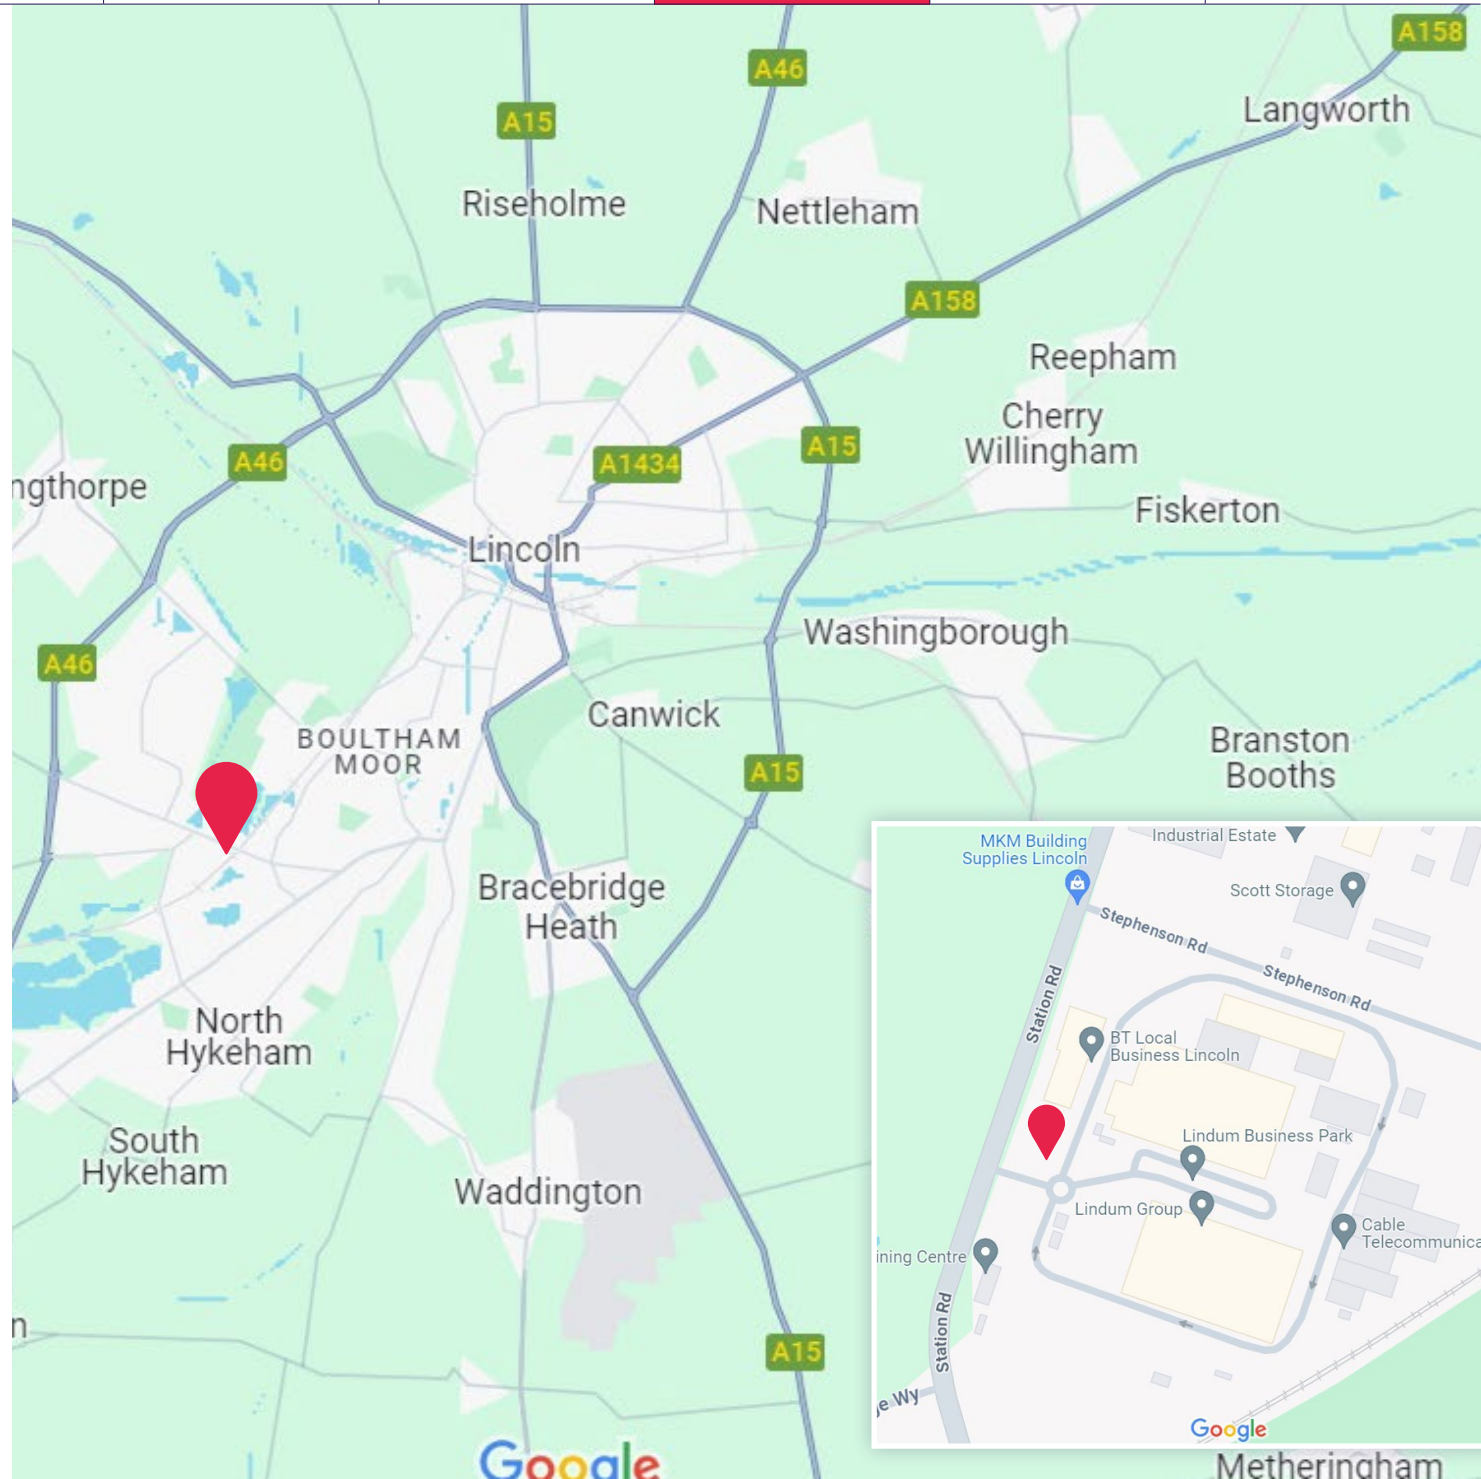 A158
A46
Langworth
A15
Riseholme
Nettleham
A158
Reepham
Cherry
Willingham
A15
A46
A1434
ngthorpe
Fiskerton
Lincoln
Washingborough
A46
Canwick
BOULTHAM
MOOR
Branston
Booths
A15
Bracebridge
Heath
North
Hykeham
South
Hykeham
Waddington
n
A15
Google
Metheringham
MKM Building
Supplies Lincoln
Industrial Estate
Scott Storage
Stephenson Rd
Stephenson Rd
Station Rd
BT Local
Business Lincoln
Lindum Business Park
Lindum Group
Cable
Telecommunica
ining Centre
Station Rd
ge Wy
Google